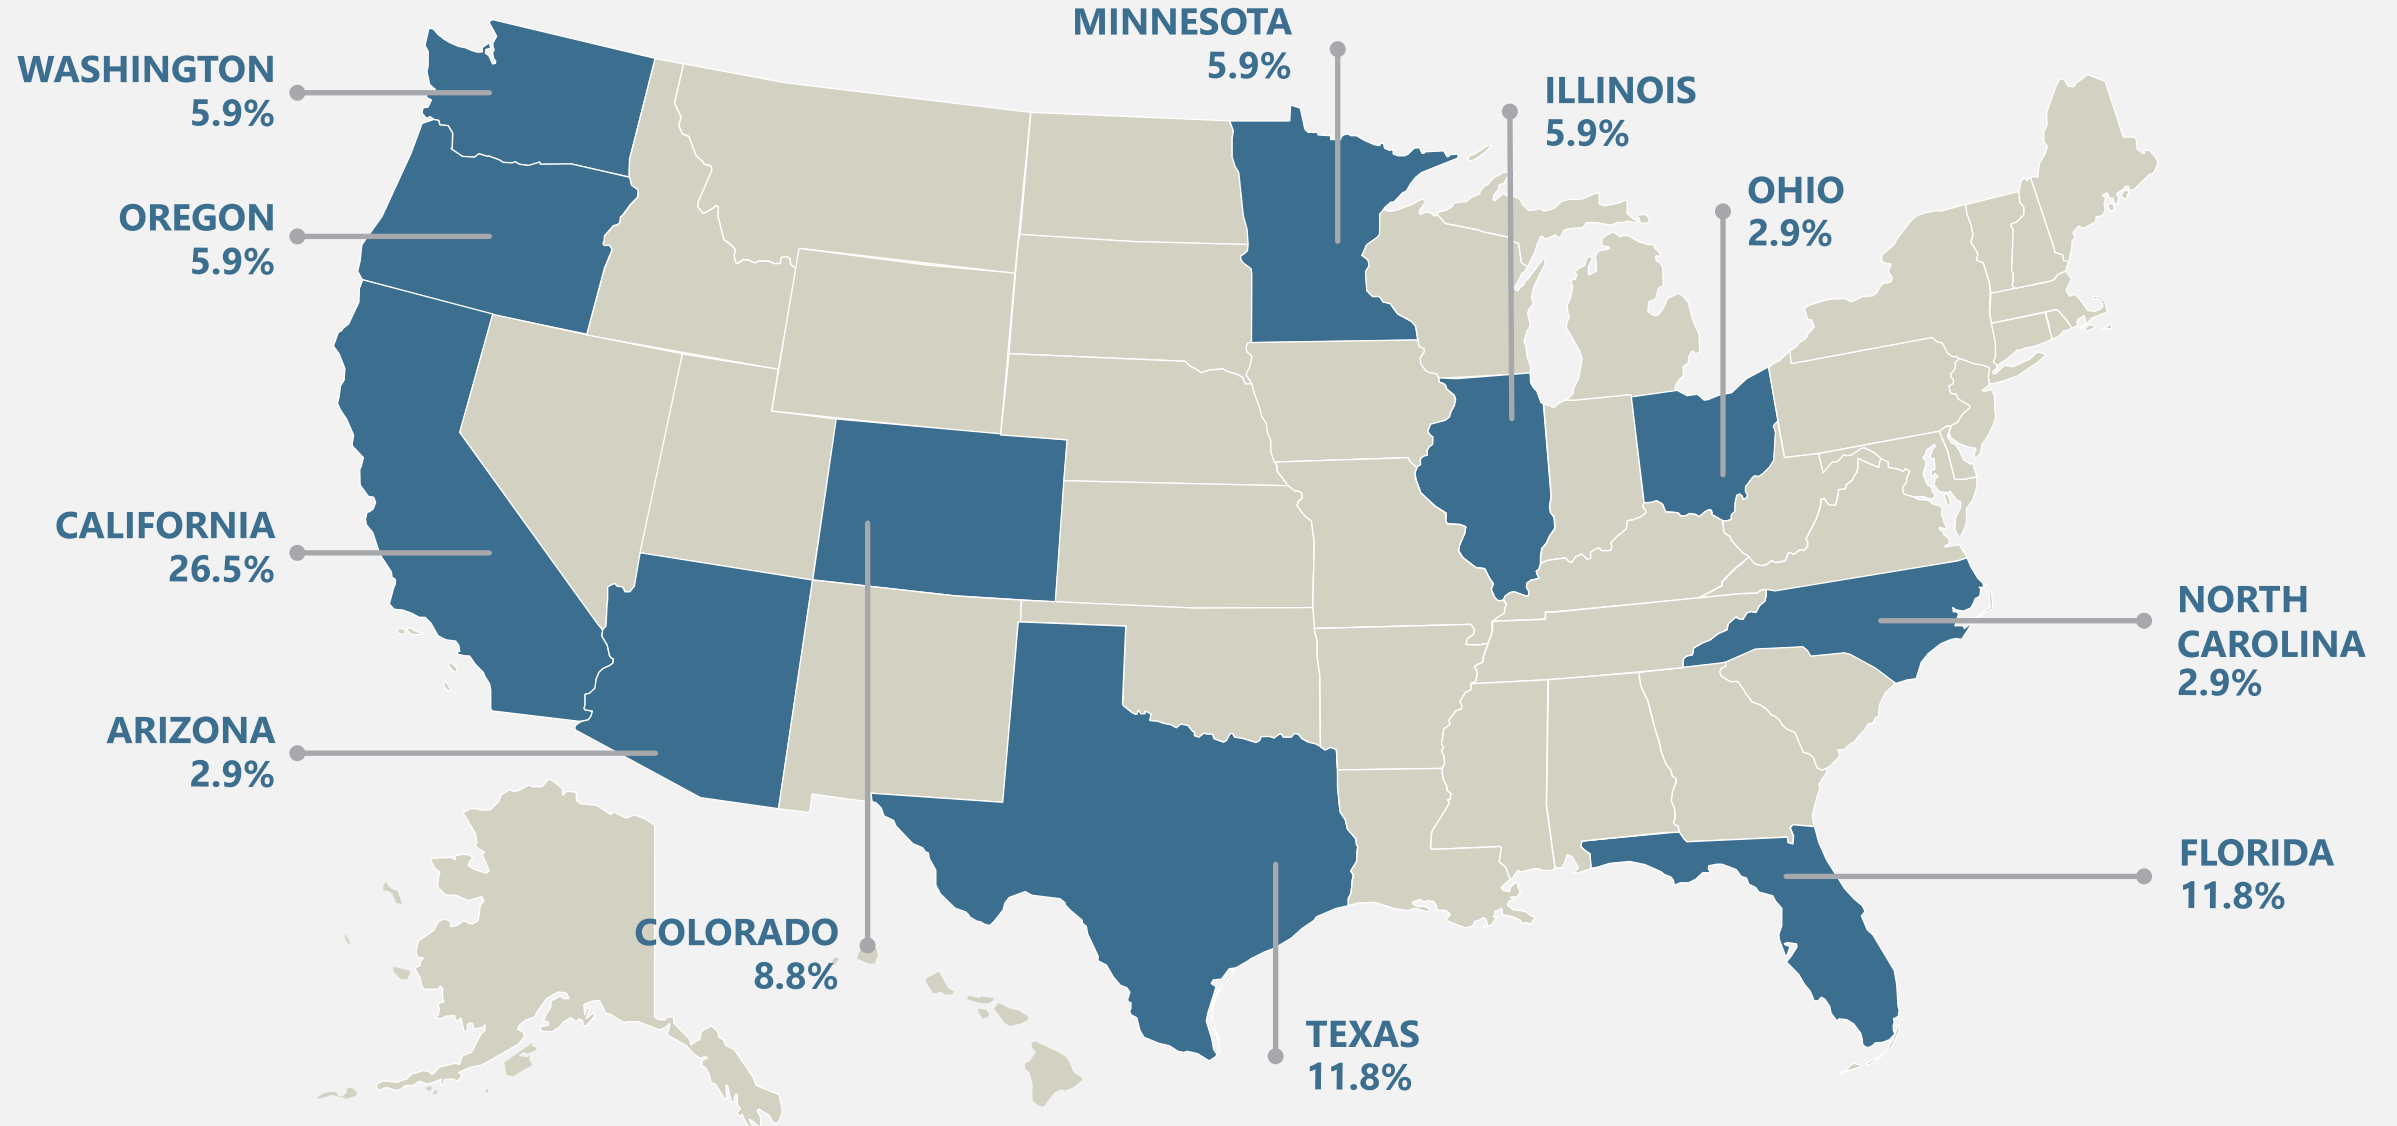 WASHINGTON
5.9%
OREGON
5.9%
CALIFORNIA
26.5%
ARIZONA
2.9%
COLORADO
8.8%
MINNESOTA
5.9%
ILLINOIS
5.9%
OHIO
2.9%
NORTH
CAROLINA
2.9%
FLORIDA
11.8%
TEXAS
11.8%